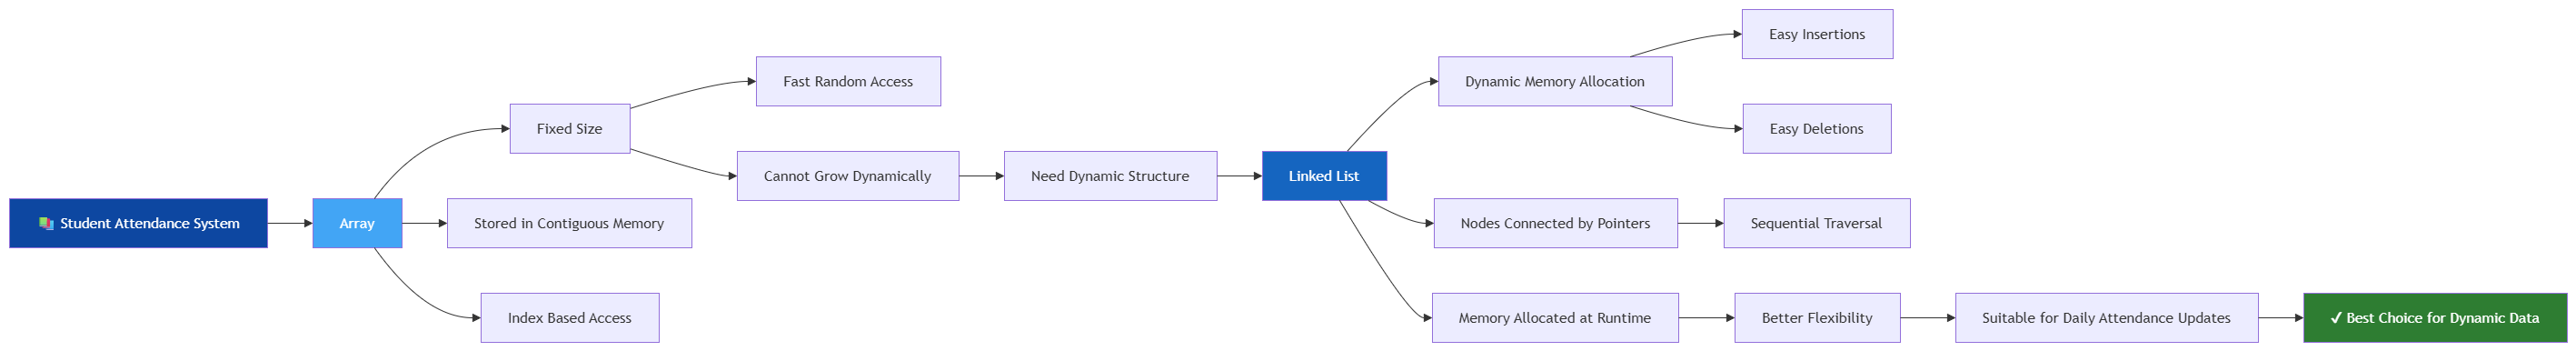 📚 Student Attendance System
Array
Fixed Size
Fast Random Access
Cannot Grow Dynamically
Need Dynamic Structure
Stored in Contiguous Memory
Index Based Access
Linked List
Dynamic Memory Allocation
Easy Insertions
Easy Deletions
Nodes Connected by Pointers
Sequential Traversal
Memory Allocated at Runtime
Better Flexibility
Suitable for Daily Attendance Updates
✓ Best Choice for Dynamic Data